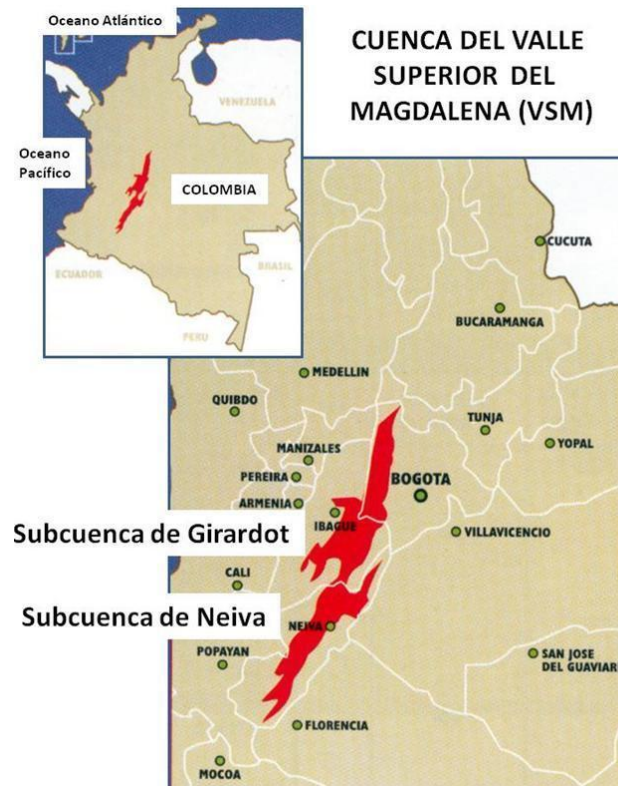 Oceano Atlántico
CUENCA DEL VALLE
SUPERIOR DEL
MAGDALENA (VSM)
VENEZUELA
Oceano
Pacífico
COLOMBIA
ECUADOR
BRASIL
PERU
CUCUTA
BUCARAMANGA
MEDELLIN
QUIBDO
TUNJA
YOPAL
MANIZALES
PEREIRA
BOGOTA
ARMENIA
IBAGUE
VILLAVICENCIO
Subcuenca de Girardot
CALI
Subcuenca de Neiva
NEIVA
POPAYAN
SAN JOSE
DEL GUAVIAR
FLORENCIA
MOCOA